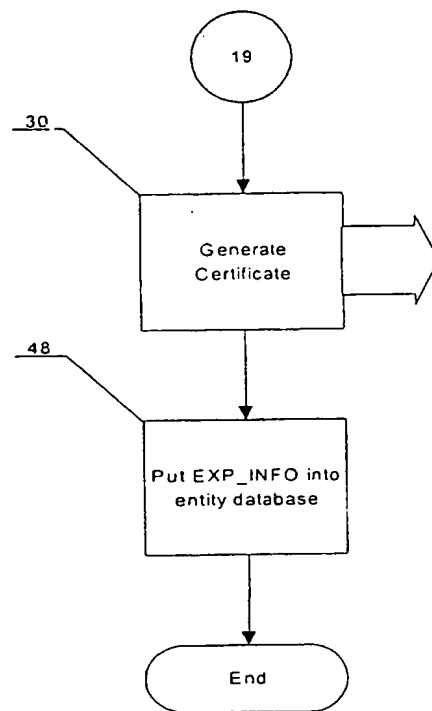 19
30
Generate
Certificate
48
Put EXP_INFO into
entity database
End